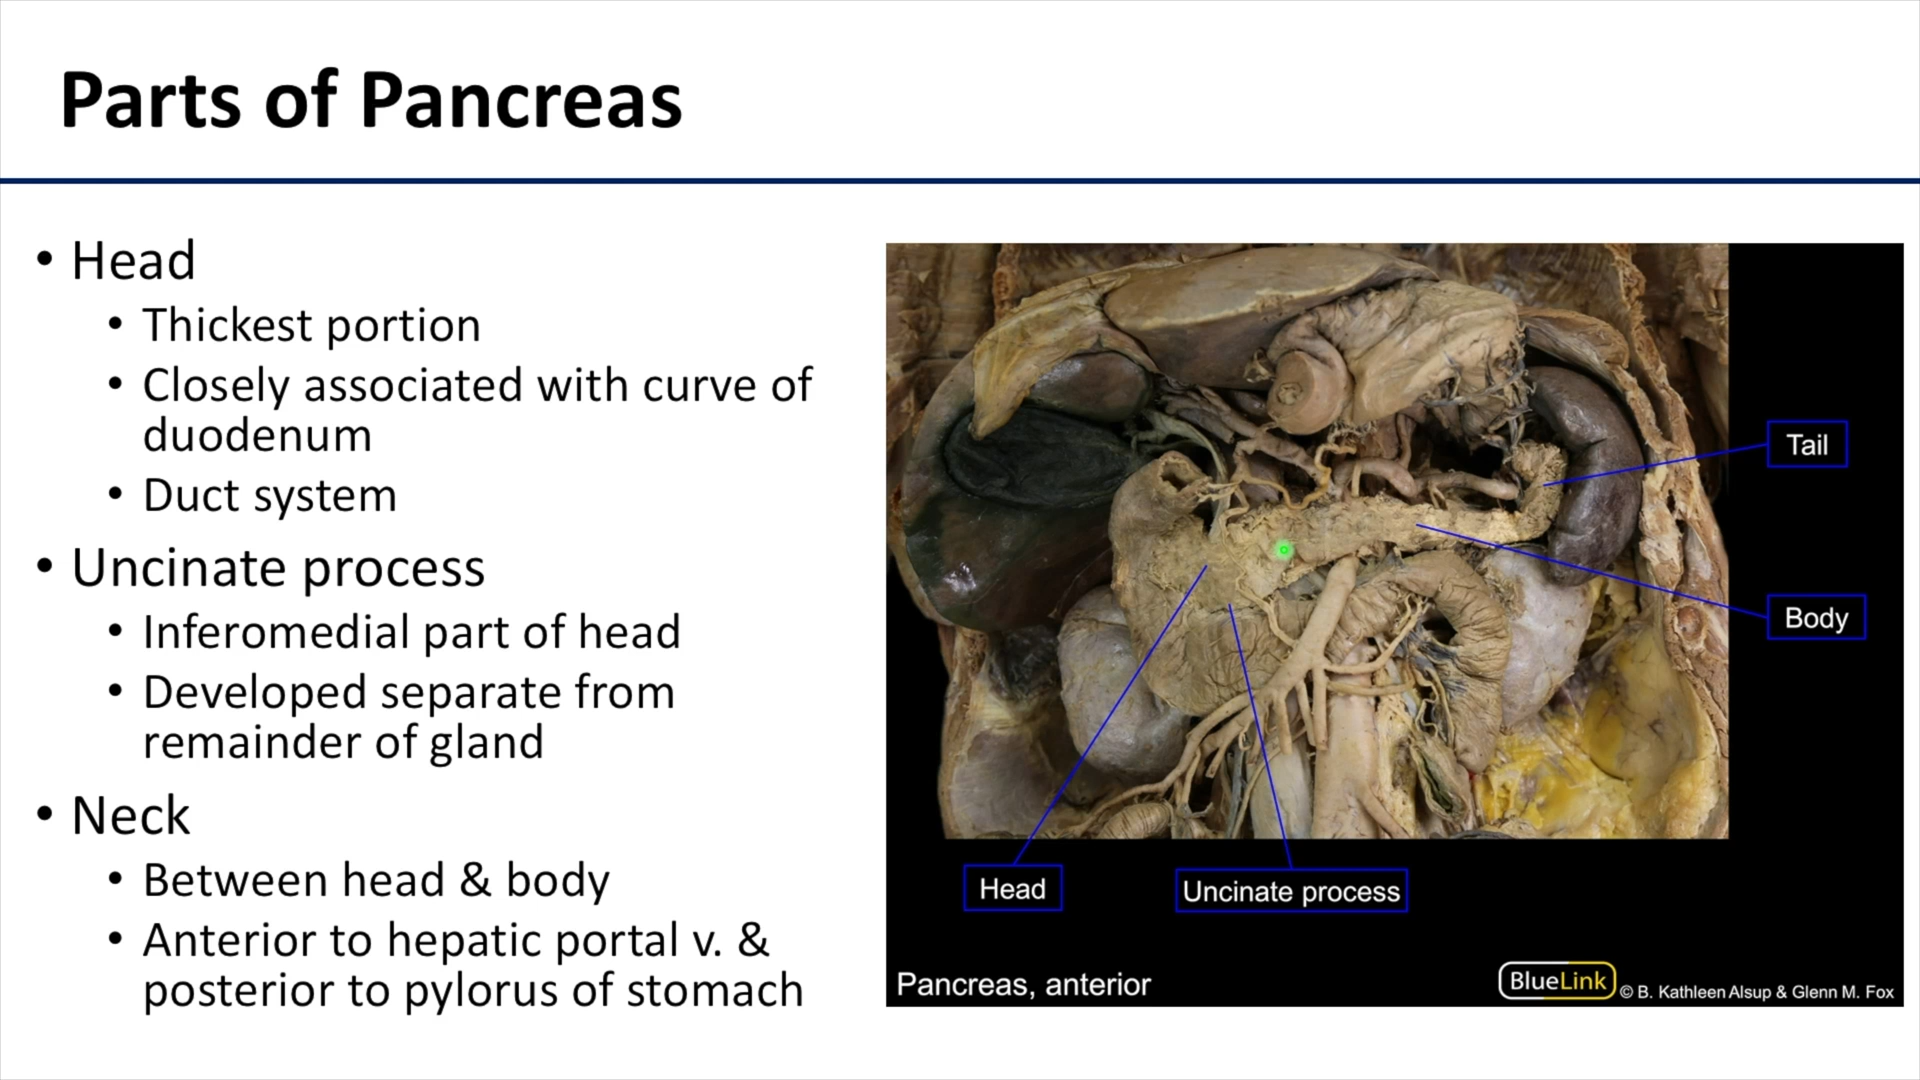 Parts of Pancreas
• Head
• Thickest portion
• Closely associated with curve of
duodenum
• Duct system
• Uncinate process
• Inferomedial part of head
• Developed separate from
remainder of gland
• Neck
• Between head & body
• Anterior to hepatic portal v. &
posterior to pylorus of stomach
Tail
Body
Head
Uncinate process
Pancreas, anterior
BlueLink
© B. Kathleen Alsup & Glenn M. Fox